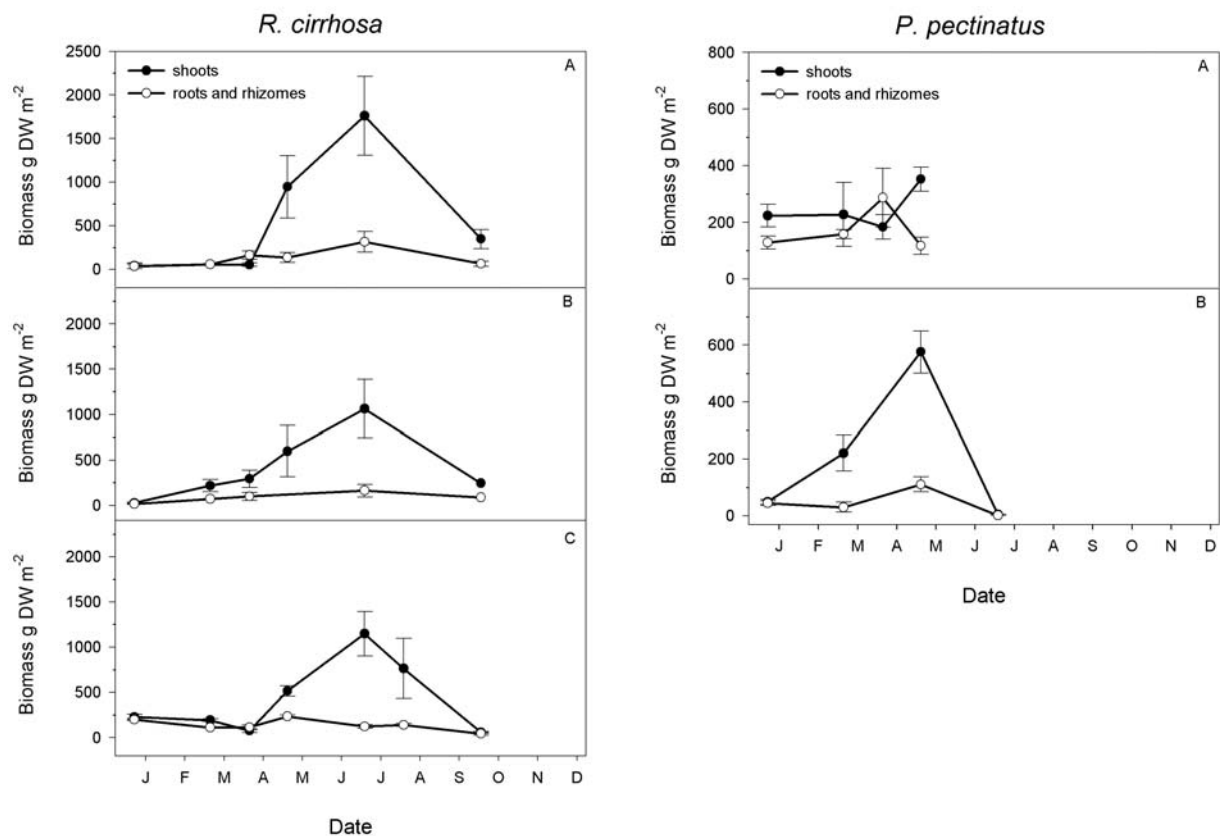 R. cirrhosa
2500
2000
1500
1000
500
0
Biomass g DW m⁻²
shoots
roots and rhizomes
A
2000
1500
1000
500
0
Biomass g DW m⁻²
B
2000
1500
1000
500
0
Biomass g DW m⁻²
C
J F M A M J J A S O N D
Date
P. pectinatus
800
600
400
200
0
Biomass g DW m⁻²
shoots
roots and rhizomes
A
600
400
200
0
Biomass g DW m⁻²
B
J F M A M J J A S O N D
Date